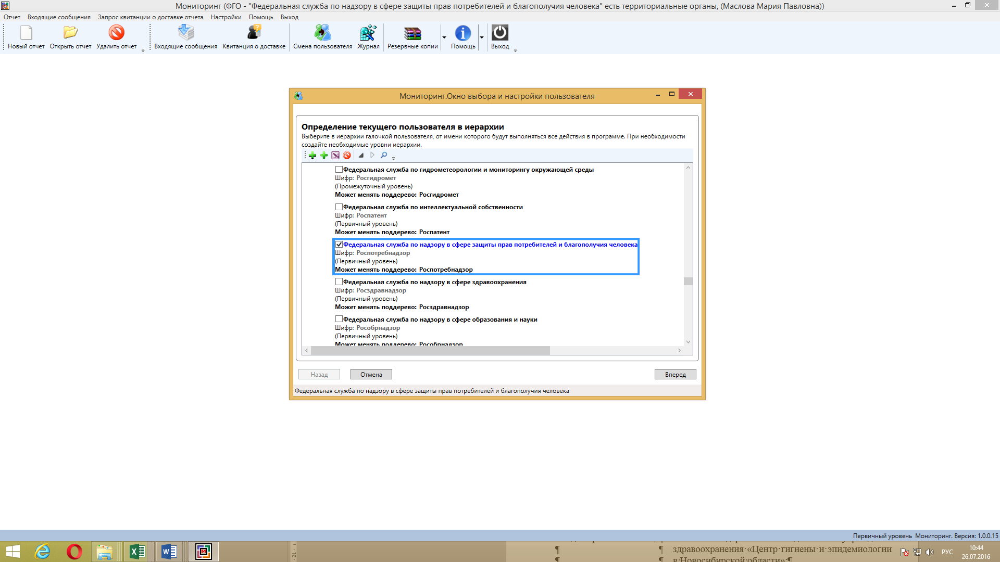 Мониторинг (ФГО - "Федеральная служба по надзору в сфере защиты прав потребителей и благополучия человека" есть территориальные органы, (Маслова Мария Павловна))
Отчет Входящие сообщения Запрос квитанции о доставке отчета Настройки Помощь Выход
Новый отчет Открыть отчет Удалить отчет Входящие сообщения Квитанция о доставке Смена пользователя Журнал Резервные копии Помощь Выход
Мониторинг.Окно выбора и настройки пользователя
Определение текущего пользователя в иерархии
Выберите в иерархии галочкой пользователя, от имени которого будут выполняться все действия в программе. При необходимости
создайте необходимые уровни иерархии.
Федеральная служба по гидрометеорологии и мониторингу окружающей среды
Шифр: Росгидромет
(Промежуточный уровень)
Может менять поддерево: Росгидромет
Федеральная служба по интеллектуальной собственности
Шифр: Роспатент
(Первичный уровень)
Может менять поддерево: Роспатент
Федеральная служба по надзору в сфере защиты прав потребителей и благополучия человека
Шифр: Роспотребнадзор
(Первичный уровень)
Может менять поддерево: Роспотребнадзор
Федеральная служба по надзору в сфере здравоохранения
Шифр: Росздравнадзор
(Первичный уровень)
Может менять поддерево: Росздравнадзор
Федеральная служба по надзору в сфере образования и науки
Шифр: Рособрнадзор
(Первичный уровень)
Может менять поддерево: Рособрнадзор
Назад Отмена Вперед
Федеральная служба по надзору в сфере защиты прав потребителей и благополучия человека
Первичный уровень Мониторинг. Версия: 1.0.0.15
здравоохранения·«Центр·гигиены·и·эпидемиологии
в·Новосибирской·области»;¶
РУС
10:44
26.07.2016